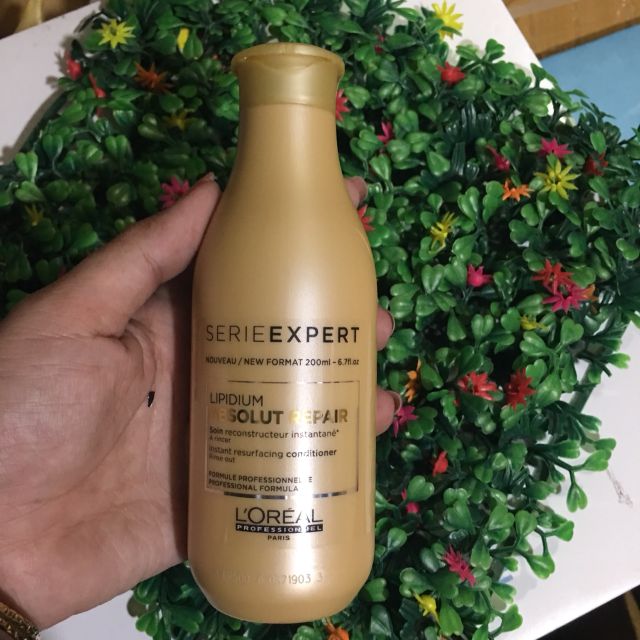 SERIEEXPERT
NOUVEAU / NEW FORMAT 200ml - 6.7fl.oz
LIPIDIUM
ABSOLUT REPAIR
Soin reconstructeur instantané*
À rincer
Instant resurfacing conditioner
Rinse out
FORMULE PROFESSIONNELLE
PROFESSIONAL FORMULA
L'ORÉAL
PROFESSIONNEL
PARIS